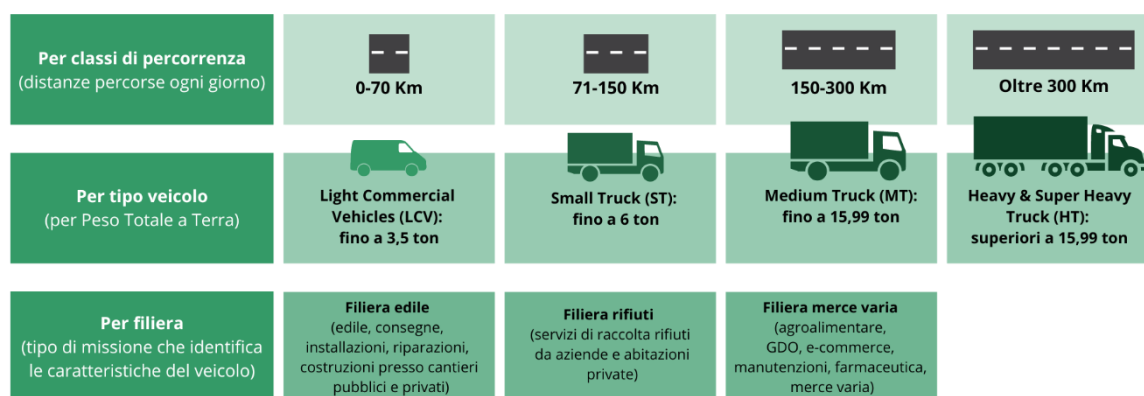 Per classi di percorrenza
(distanze percorse ogni giorno)
0-70 Km
71-150 Km
150-300 Km
Oltre 300 Km
Per tipo veicolo
(per Peso Totale a Terra)
Light Commercial
Vehicles (LCV):
fino a 3,5 ton
Small Truck (ST):
fino a 6 ton
Medium Truck (MT):
fino a 15,99 ton
Heavy & Super Heavy
Truck (HT):
superiori a 15,99 ton
Per filiera
(tipo di missione che identifica
le caratteristiche del veicolo)
Filiera edile
(edile, consegne,
installazioni, riparazioni,
costruzioni presso cantieri
pubblici e privati)
Filiera rifiuti
(servizi di raccolta rifiuti
da aziende e abitazioni
private)
Filiera merce varia
(agroalimentare,
GDO, e-commerce,
manutenzioni, farmaceutica,
merce varia)